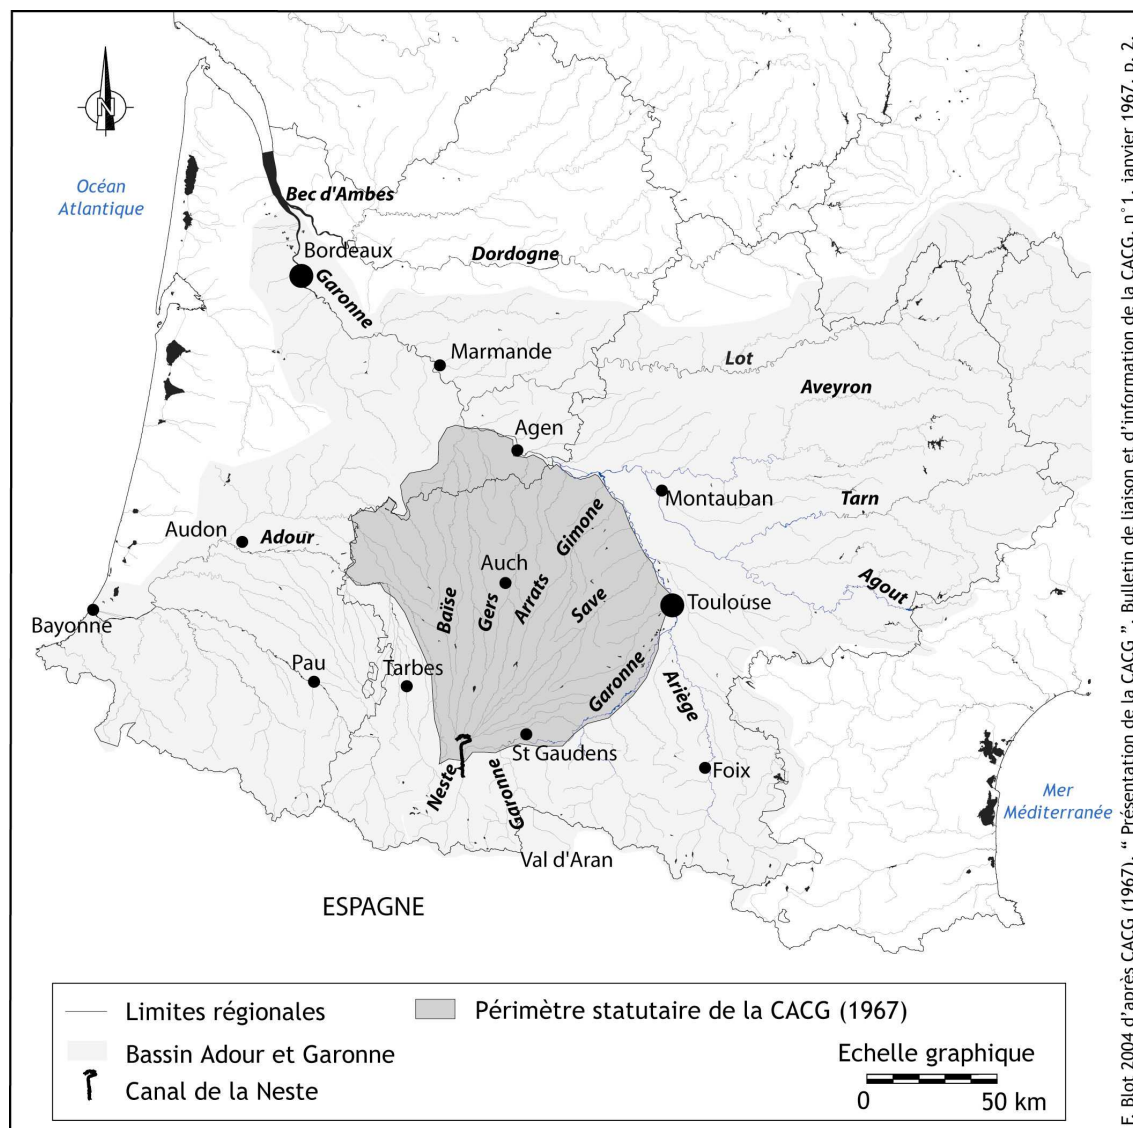 N
Océan
Atlantique
Bec d'Ambes
Bordeaux
Dordogne
Garonne
Marmande
Lot
Aveyron
Agen
Montauban
Tarn
Gimone
Audon
Adour
Auch
Baïse
Gers
Arrats
Save
Agout
Toulouse
Bayonne
Pau
Tarbes
Garonne
Ariège
St Gaudens
Neste
Garonne
Foix
Mer
Méditerranée
Val d'Aran
ESPAGNE
Limites régionales
Périmètre statutaire de la CACG (1967)
Bassin Adour et Garonne
Canal de la Neste
Echelle graphique
0 50 km
F. Blot 2004 d'après CACG (1967), “ Présentation de la CACG ”, Bulletin de liaison et d'information de la CACG, n°1, janvier 1967, p. 2.